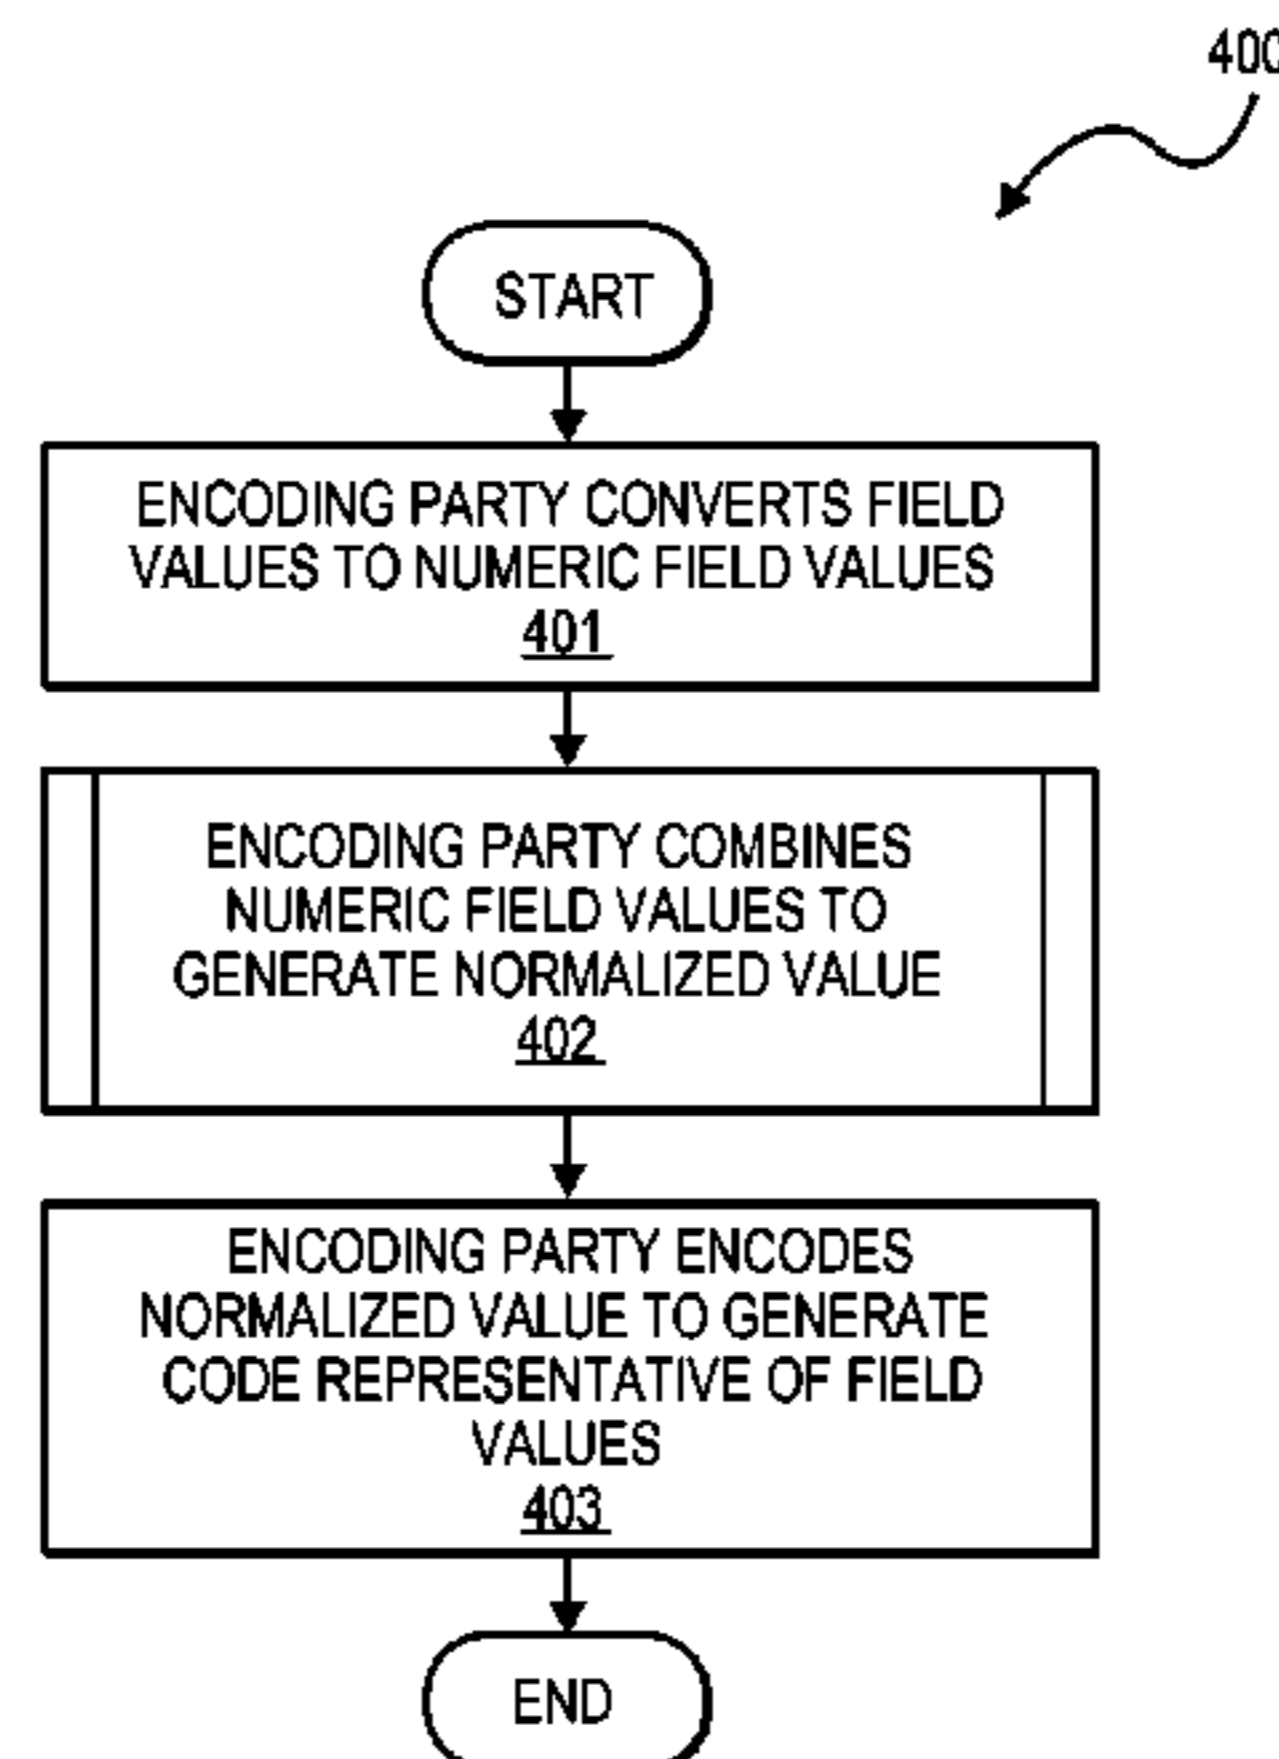 400
START
ENCODING PARTY CONVERTS FIELD
VALUES TO NUMERIC FIELD VALUES
401
ENCODING PARTY COMBINES
NUMERIC FIELD VALUES TO
GENERATE NORMALIZED VALUE
402
ENCODING PARTY ENCODES
NORMALIZED VALUE TO GENERATE
CODE REPRESENTATIVE OF FIELD
VALUES
403
END